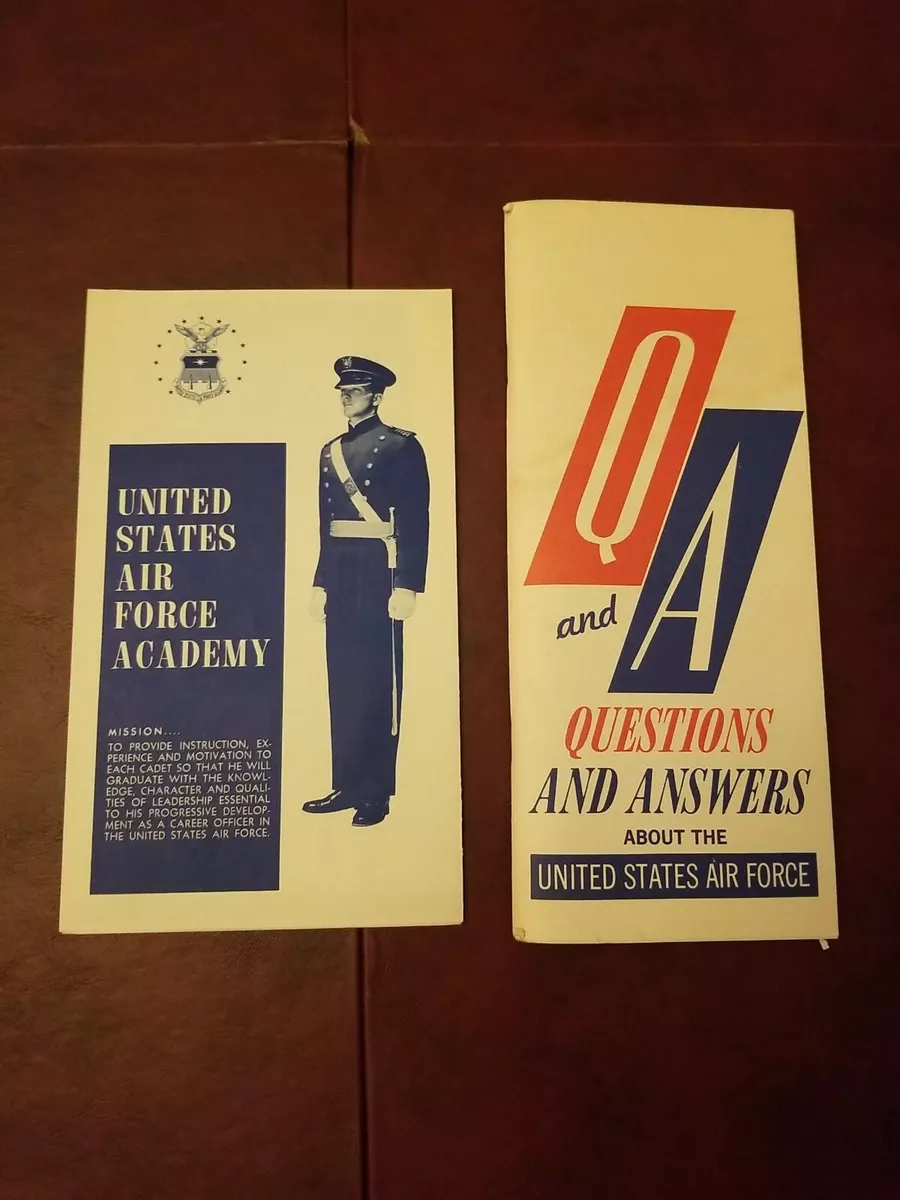 UNITED
STATES
AIR
FORCE
ACADEMY
MISSION....
TO PROVIDE INSTRUCTION, EX-
PERIENCE AND MOTIVATION TO
EACH CADET SO THAT HE WILL
GRADUATE WITH THE KNOWL-
EDGE, CHARACTER AND QUALI-
TIES OF LEADERSHIP ESSENTIAL
TO HIS PROGRESSIVE DEVELOP-
MENT AS A CAREER OFFICER IN
THE UNITED STATES AIR FORCE.
Q
and
A
QUESTIONS
AND ANSWERS
ABOUT THE
UNITED STATES AIR FORCE